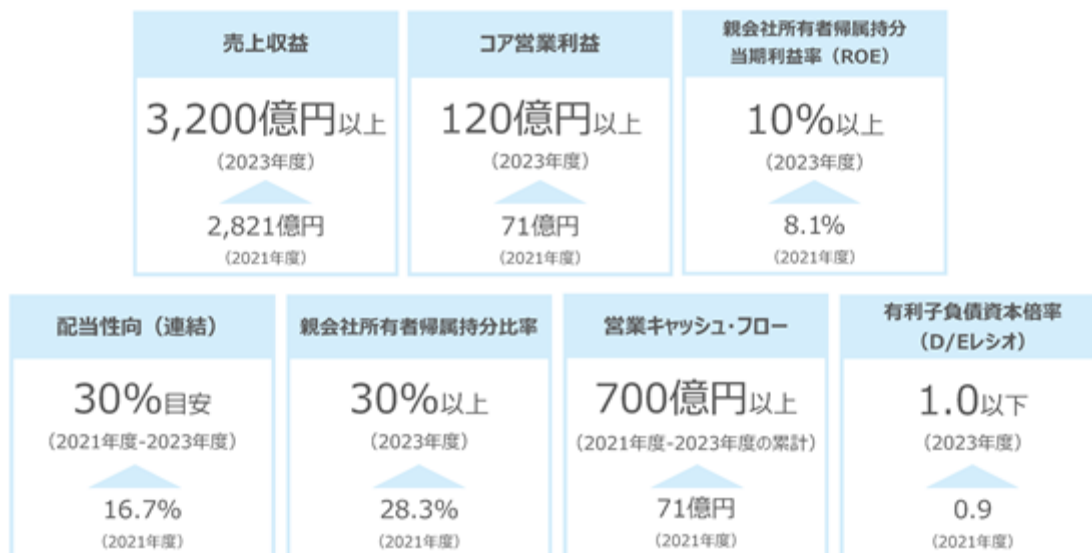 売上収益
3,200億円以上
(2023年度)
2,821億円
(2021年度)
コア営業利益
120億円以上
(2023年度)
71億円
(2021年度)
親会社所有者帰属持分
当期利益率（ROE）
10%以上
(2023年度)
8.1%
(2021年度)
配当性向（連結）
30%目安
(2021年度-2023年度)
16.7%
(2021年度)
親会社所有者帰属持分比率
30%以上
(2023年度)
28.3%
(2021年度)
営業キャッシュ・フロー
700億円以上
(2021年度-2023年度の累計)
71億円
(2021年度)
有利子負債資本倍率
（D/Eレシオ）
1.0以下
(2023年度)
0.9
(2021年度)